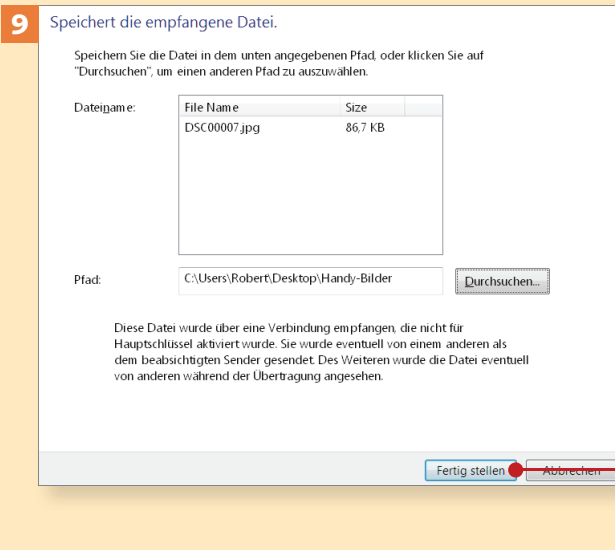 9
Speichert die empfangene Datei.
Speichern Sie die Datei in dem unten angegebenen Pfad, oder klicken Sie auf
"Durchsuchen", um einen anderen Pfad zu auszuwählen.
Dateiname: File Name Size
DSC00007.jpg 86,7 KB
Pfad: C:\Users\Robert\Desktop\Handy-Bilder Durchsuchen...
Diese Datei wurde über eine Verbindung empfangen, die nicht für
Hauptschlüssel aktiviert wurde. Sie wurde eventuell von einem anderen als
dem beabsichtigten Sender gesendet. Des Weiteren wurde die Datei eventuell
von anderen während der Übertragung angesehen.
Fertig stellen Abbrechen